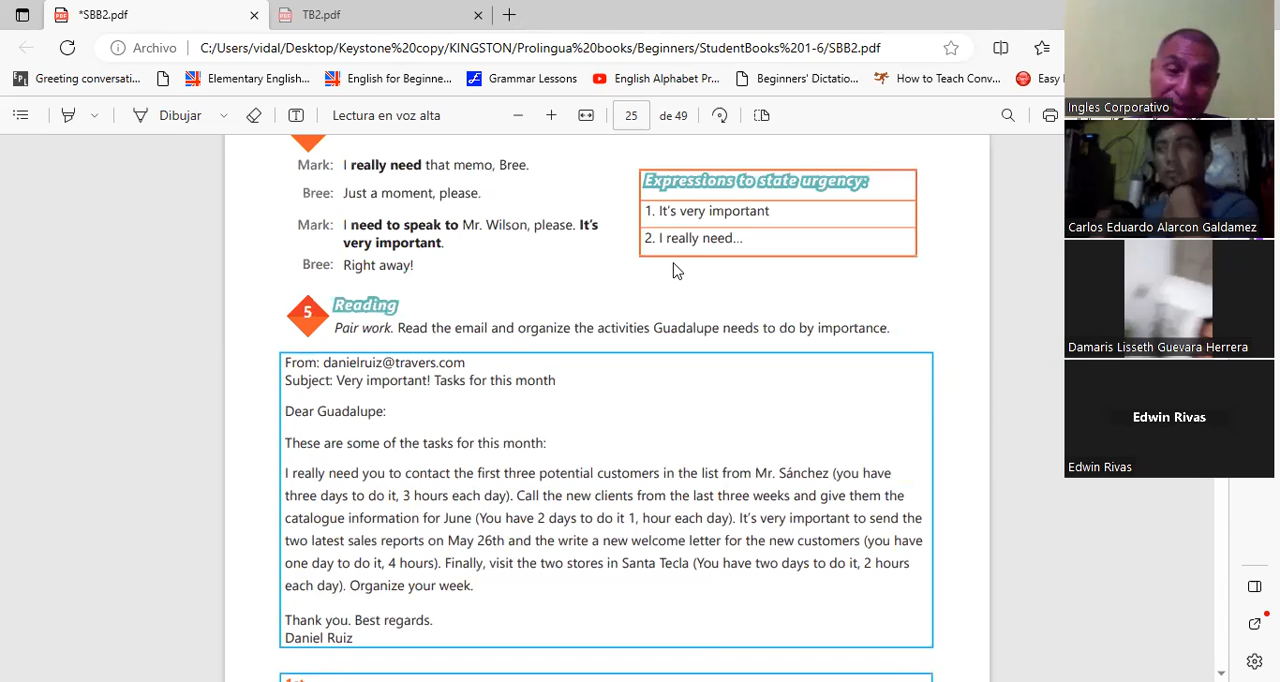 *SBB2.pdf
TB2.pdf
Archivo
C:/Users/vidal/Desktop/Keystone%20copy/KINGSTON/Prolingua%20books/Beginners/StudentBooks%201-6/SBB2.pdf
Greeting conversati...
Elementary English...
English for Beginne...
Grammar Lessons
English Alphabet Pr...
Beginners' Dictatio...
How to Teach Conv...
Easy
Dibujar
Lectura en voz alta
25
de 49
Mark: I really need that memo, Bree.
Bree: Just a moment, please.
Mark: I need to speak to Mr. Wilson, please. It's
very important.
Bree: Right away!
Expressions to state urgency:
1. It's very important
2. I really need...
5
Reading
Pair work. Read the email and organize the activities Guadalupe needs to do by importance.
From: danielruiz@travers.com
Subject: Very important! Tasks for this month
Dear Guadalupe:
These are some of the tasks for this month:
I really need you to contact the first three potential customers in the list from Mr. Sánchez (you have
three days to do it, 3 hours each day). Call the new clients from the last three weeks and give them the
catalogue information for June (You have 2 days to do it 1, hour each day). It's very important to send the
two latest sales reports on May 26th and the write a new welcome letter for the new customers (you have
one day to do it, 4 hours). Finally, visit the two stores in Santa Tecla (You have two days to do it, 2 hours
each day). Organize your week.
Thank you. Best regards.
Daniel Ruiz
Ingles Corporativo
Carlos Eduardo Alarcon Galdamez
Damaris Lisseth Guevara Herrera
Edwin Rivas
Edwin Rivas